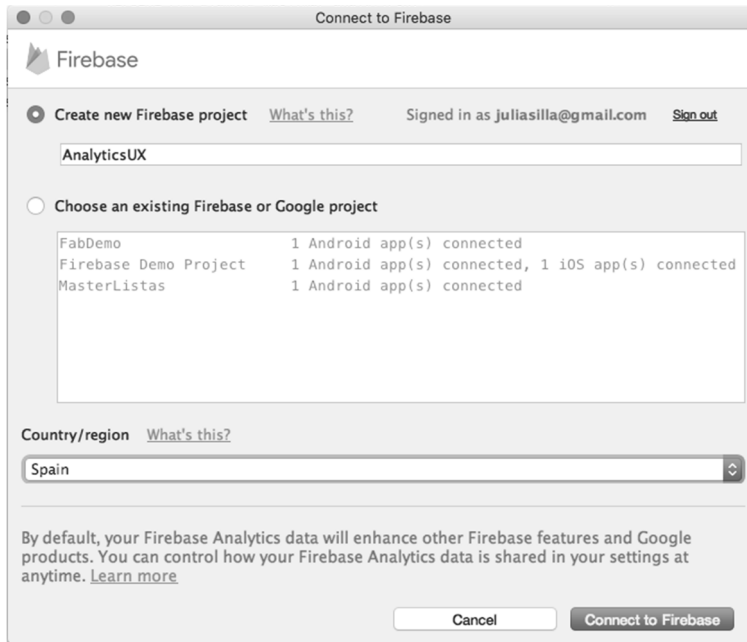 Connect to Firebase
Firebase
Create new Firebase project What's this? Signed in as juliasilla@gmail.com Sign out
AnalyticsUX
Choose an existing Firebase or Google project
FabDemo 1 Android app(s) connected
Firebase Demo Project 1 Android app(s) connected, 1 iOS app(s) connected
MasterListas 1 Android app(s) connected
Country/region What's this?
Spain
By default, your Firebase Analytics data will enhance other Firebase features and Google
products. You can control how your Firebase Analytics data is shared in your settings at
anytime. Learn more
Cancel Connect to Firebase